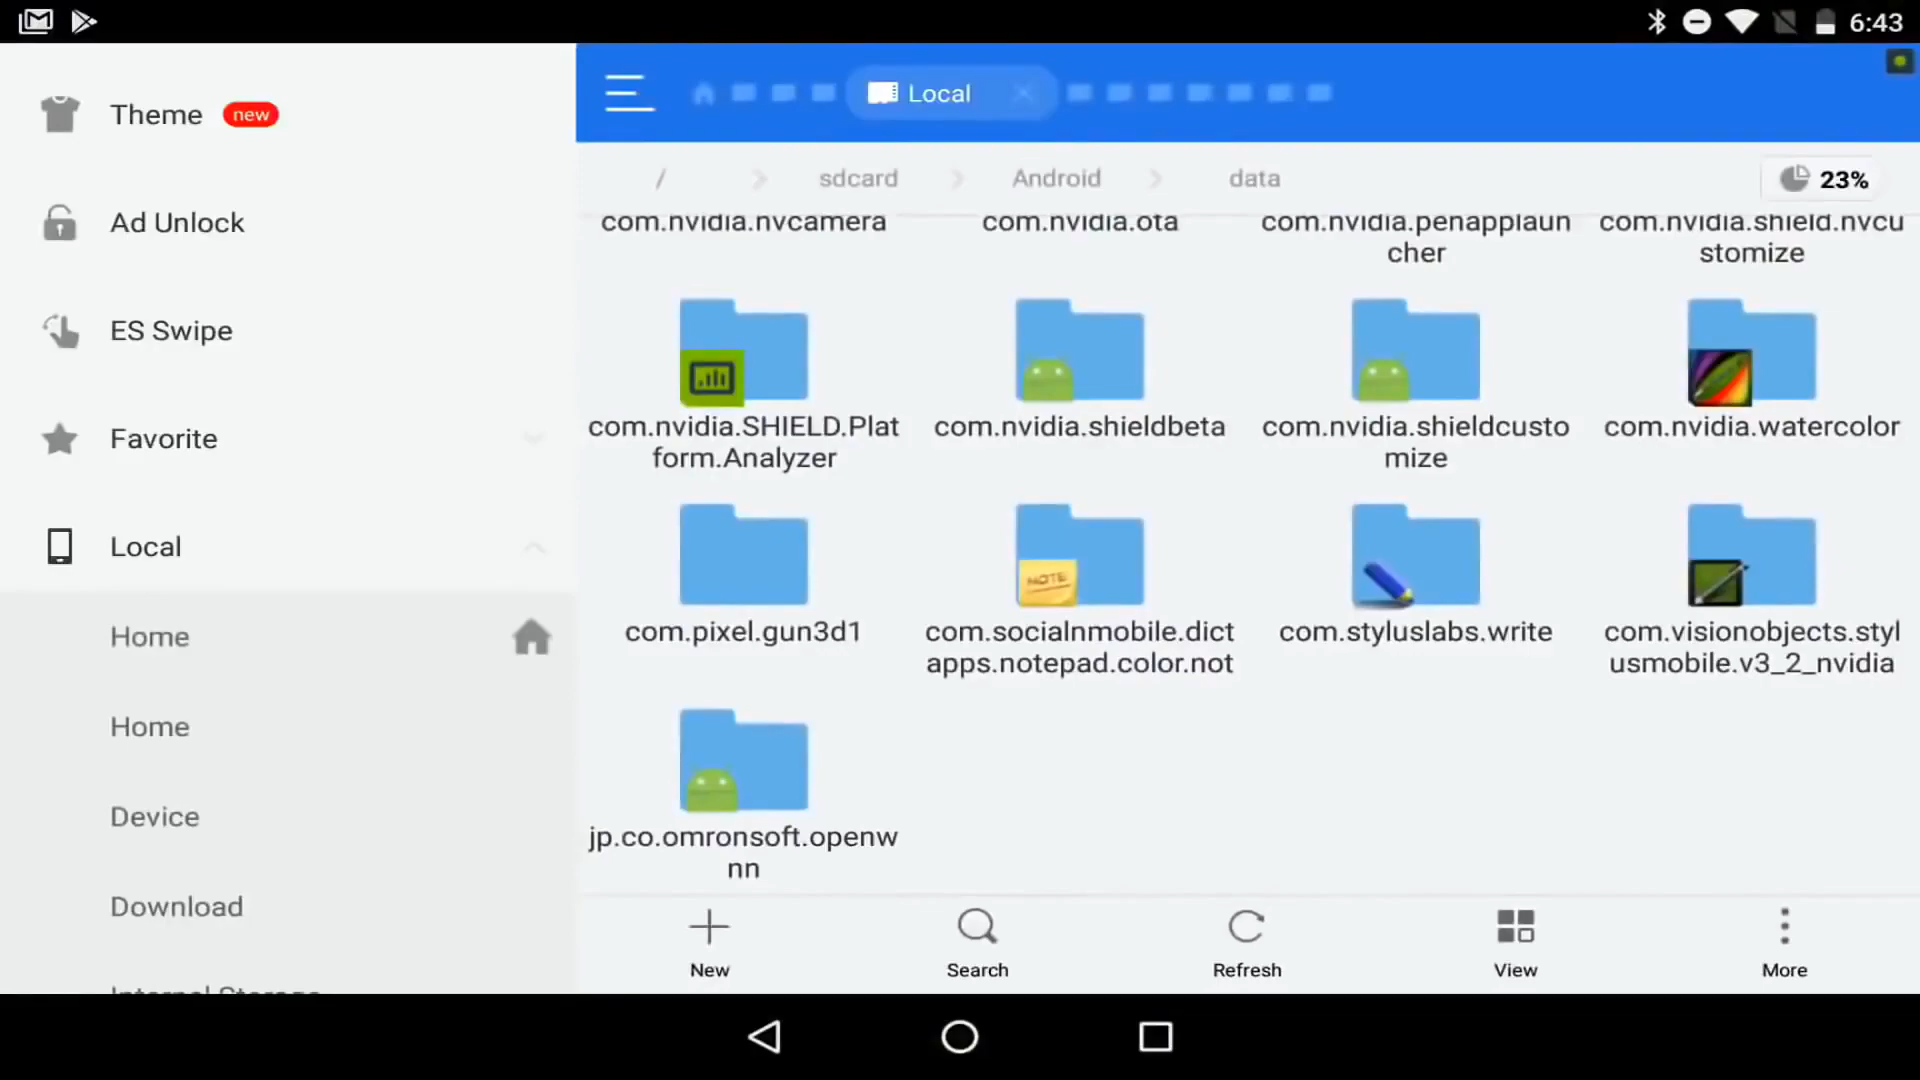 6:43
Theme new
Ad Unlock
ES Swipe
Favorite
Local
Home
Home
Device
Download
Internal Storage
Local
/ sdcard Android data
23%
com.nvidia.nvcamera
com.nvidia.ota
com.nvidia.penapplaun
cher
com.nvidia.shield.nvcu
stomize
com.nvidia.SHIELD.Plat
form.Analyzer
com.nvidia.shieldbeta
com.nvidia.shieldcusto
mize
com.nvidia.watercolor
com.pixel.gun3d1
NOTE
com.socialnmobile.dict
apps.notepad.color.not
com.styluslabs.write
com.visionobjects.styl
usmobile.v3_2_nvidia
jp.co.omronsoft.openw
nn
New
Search
Refresh
View
More